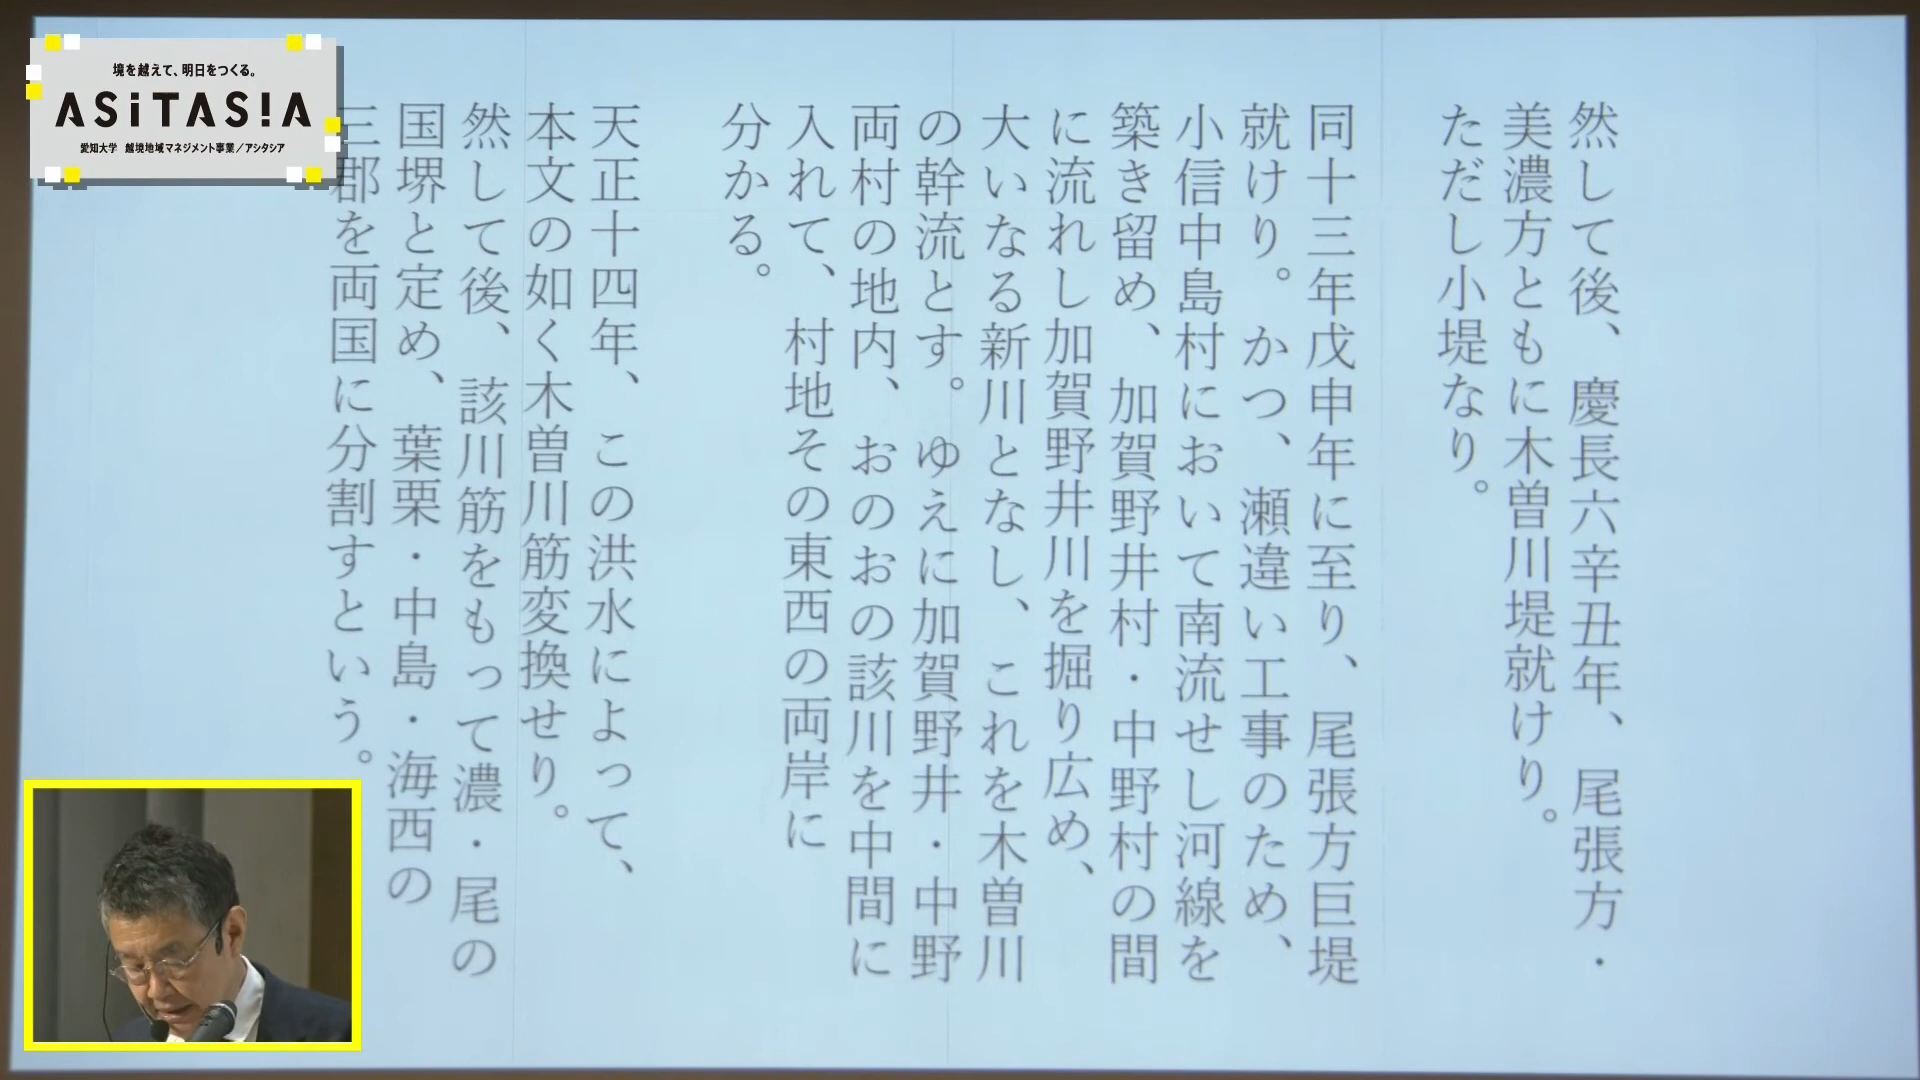 境を越えて、明日をつくる。
ASiTAS!A
愛知大学 越境地域マネジメント事業／アシタシア
然して後、慶長六辛丑年、尾張方・
美濃方ともに木曽川堤就けり。
ただし小堤なり。
同十三年戊申年に至り、尾張方巨堤
就けり。かつ、瀬違い工事のため、
小信中島村において南流せし河線を
築き留め、加賀野井村・中野村の間
に流れし加賀野井川を掘り広め、
大いなる新川となし、これを木曽川
の幹流とす。ゆえに加賀野井・中野
両村の地内、おのおの該川を中間に
入れて、村地その東西の両岸に
分かる。
天正十四年、この洪水によって、
本文の如く木曽川筋変換せり。
然して後、該川筋をもって濃・尾の
国堺と定め、葉栗・中島・海西の
三郡を両国に分割すという。